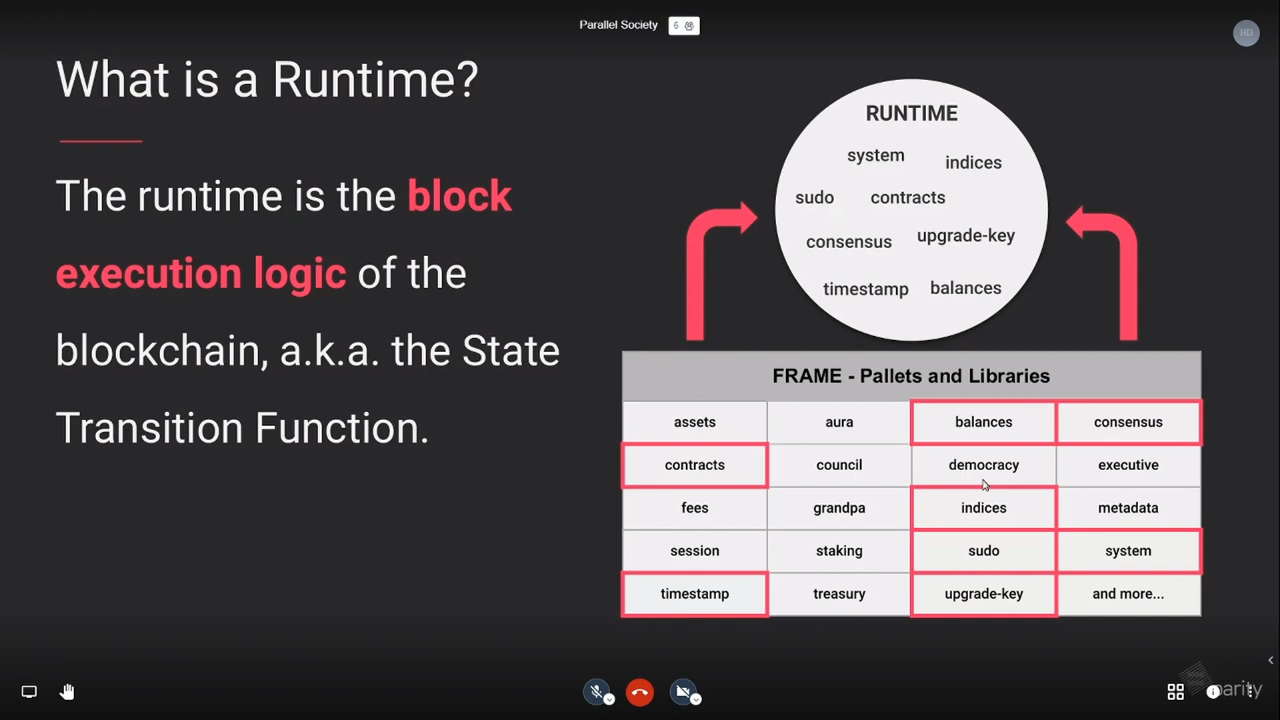 Parallel Society 6
HD
What is a Runtime?
The runtime is the block
execution logic of the
blockchain, a.k.a. the State
Transition Function.
RUNTIME
system indices
sudo contracts
consensus upgrade-key
timestamp balances
FRAME - Pallets and Libraries
assets aura balances consensus
contracts council democracy executive
fees grandpa indices metadata
session staking sudo system
timestamp treasury upgrade-key and more...
parity